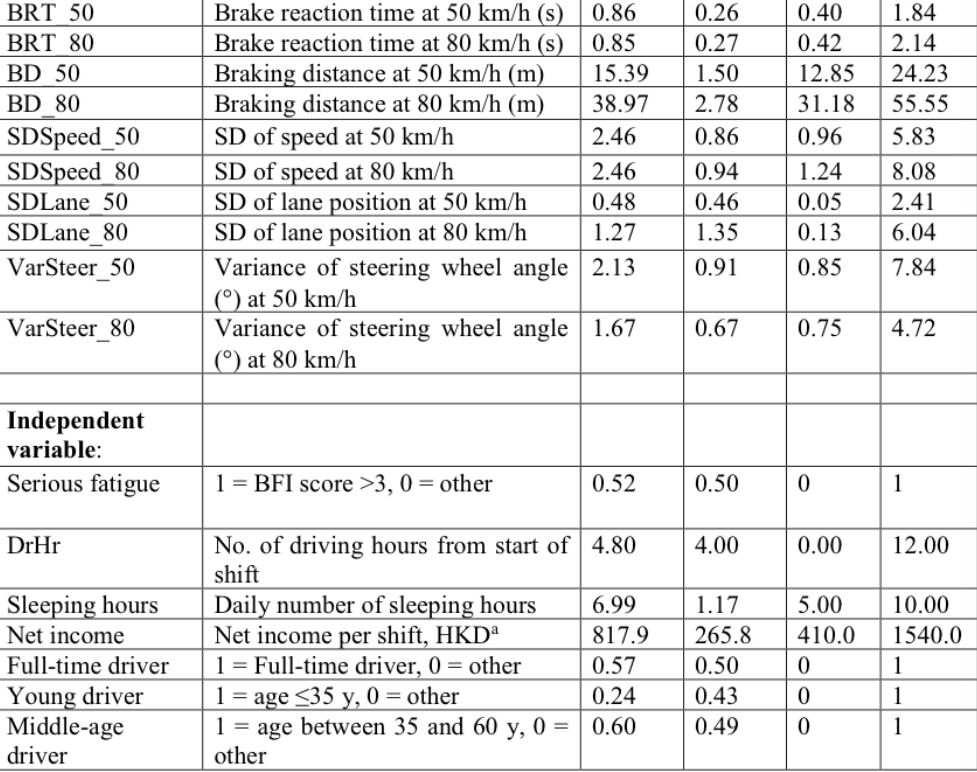 BRT_50 Brake reaction time at 50 km/h (s) 0.86 0.26 0.40 1.84
BRT_80 Brake reaction time at 80 km/h (s) 0.85 0.27 0.42 2.14
BD_50 Braking distance at 50 km/h (m) 15.39 1.50 12.85 24.23
BD_80 Braking distance at 80 km/h (m) 38.97 2.78 31.18 55.55
SDSpeed_50 SD of speed at 50 km/h 2.46 0.86 0.96 5.83
SDSpeed_80 SD of speed at 80 km/h 2.46 0.94 1.24 8.08
SDLane_50 SD of lane position at 50 km/h 0.48 0.46 0.05 2.41
SDLane_80 SD of lane position at 80 km/h 1.27 1.35 0.13 6.04
VarSteer_50 Variance of steering wheel angle 2.13 0.91 0.85 7.84
(°) at 50 km/h
VarSteer_80 Variance of steering wheel angle 1.67 0.67 0.75 4.72
(°) at 80 km/h
Independent
variable:
Serious fatigue 1 = BFI score >3, 0 = other 0.52 0.50 0 1
DrHr No. of driving hours from start of 4.80 4.00 0.00 12.00
shift
Sleeping hours Daily number of sleeping hours 6.99 1.17 5.00 10.00
Net income Net income per shift, HKDª 817.9 265.8 410.0 1540.0
Full-time driver 1 = Full-time driver, 0 = other 0.57 0.50 0 1
Young driver 1 = age ≤35 y, 0 = other 0.24 0.43 0 1
Middle-age 1 = age between 35 and 60 y, 0 = 0.60 0.49 0 1
driver other